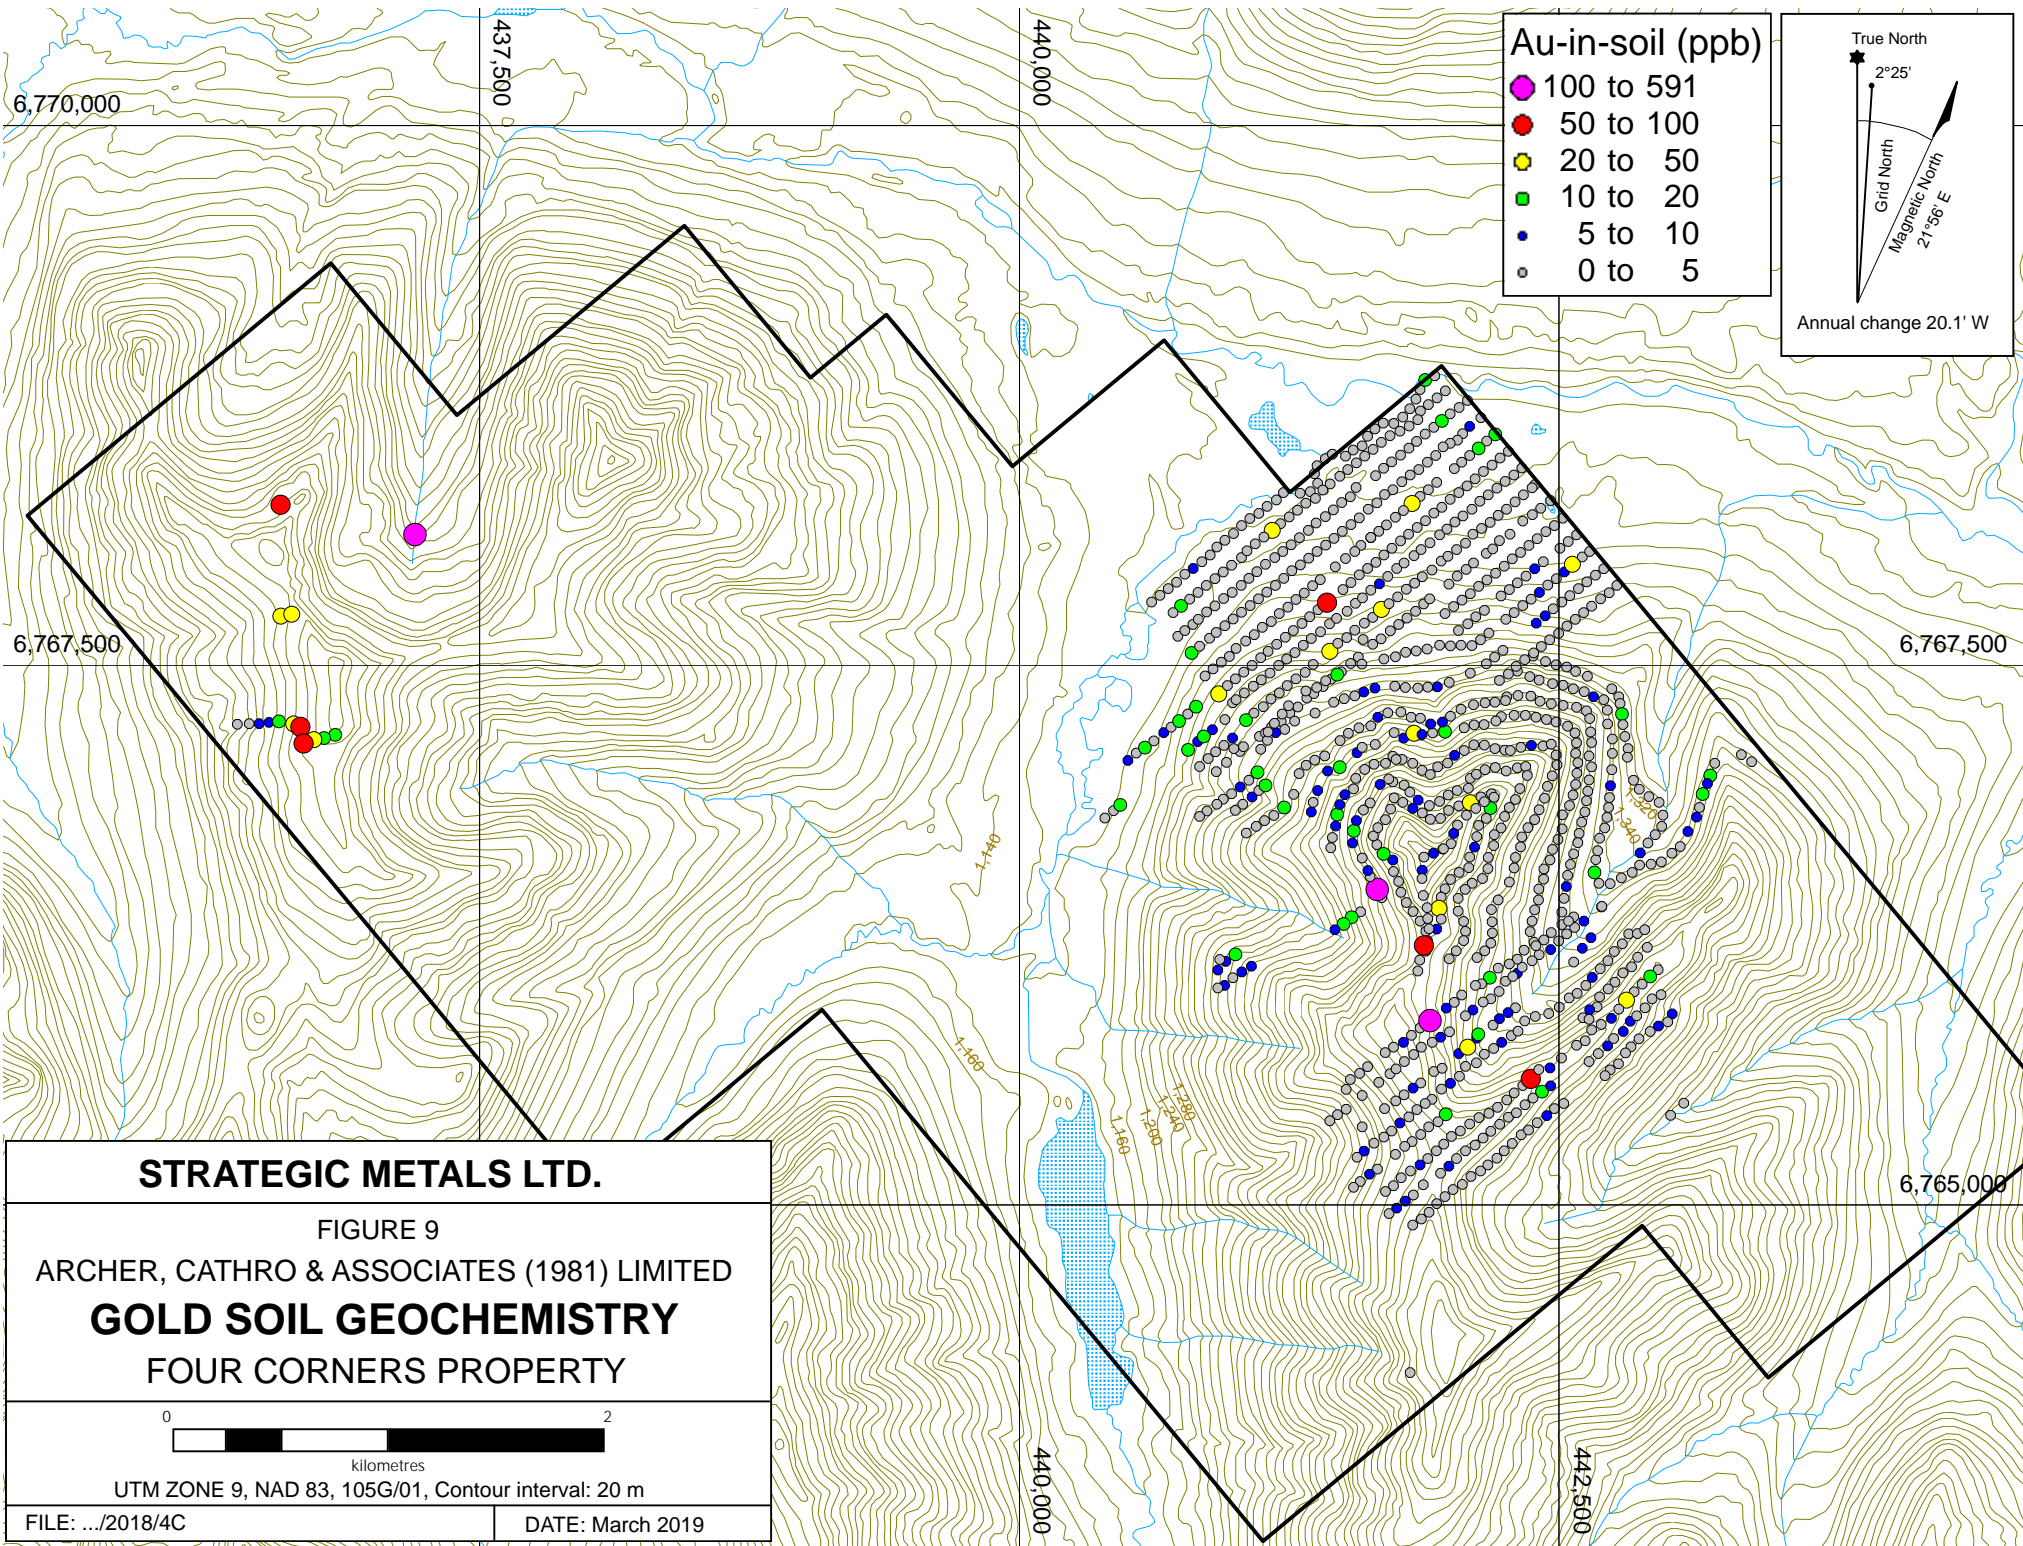 437,500
440,000
6,770,000
Au-in-soil (ppb)
100 to 591
50 to 100
20 to 50
10 to 20
5 to 10
0 to 5
True North
2°25'
Grid North
Magnetic North
21°56' E
Annual change 20.1' W
6,767,500
6,767,500
1,320
1,340
1,140
1,160
1,280
1,240
1,200
1,160
6,765,000
STRATEGIC METALS LTD.
FIGURE 9
ARCHER, CATHRO & ASSOCIATES (1981) LIMITED
GOLD SOIL GEOCHEMISTRY
FOUR CORNERS PROPERTY
0 2
kilometres
UTM ZONE 9, NAD 83, 105G/01, Contour interval: 20 m
FILE: .../2018/4C
DATE: March 2019
440,000
442,500